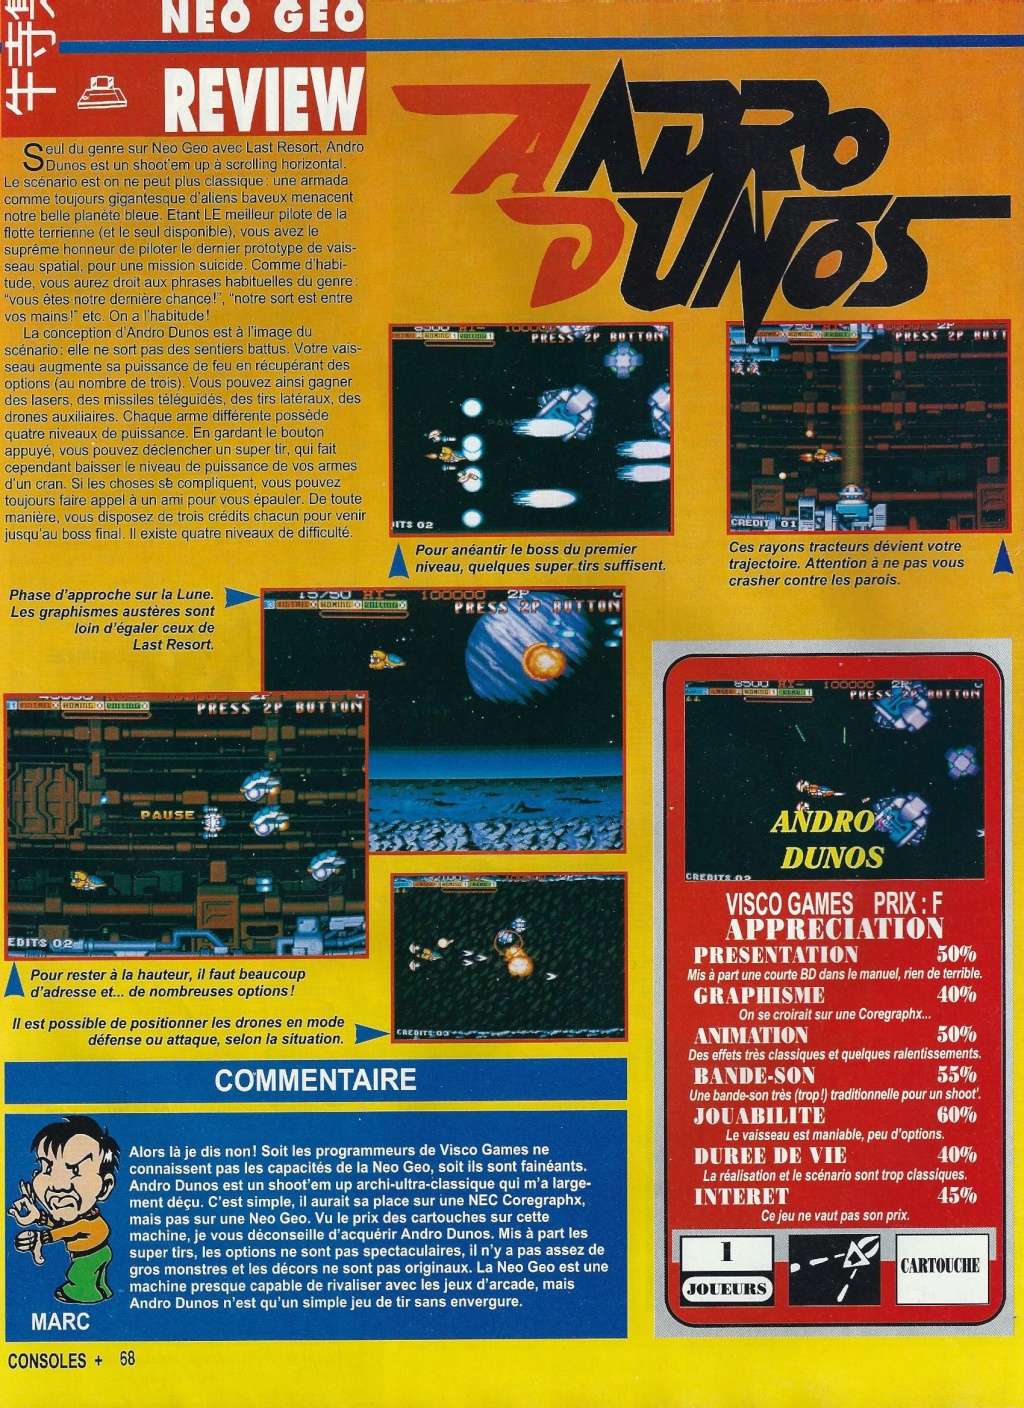 NEO GEO
REVIEW
ANDRO
DUNOS
Seul du genre sur Neo Geo avec Last Resort, Andro
Dunos est un shoot'em up à scrolling horizontal.
Le scénario est on ne peut plus classique : une armada
comme toujours gigantesque d'aliens baveux menacent
notre belle planète bleue. Etant LE meilleur pilote de la
flotte terrienne (et le seul disponible), vous avez le
suprême honneur de piloter le dernier prototype de vais-
seau spatial, pour une mission suicide. Comme d'habi-
tude, vous aurez droit aux phrases habituelles du genre :
"vous êtes notre dernière chance!", "notre sort est entre
vos mains!" etc. On a l'habitude!
La conception d'Andro Dunos est à l'image du
scénario : elle ne sort pas des sentiers battus. Votre vais-
seau augmente sa puissance de feu en récupérant des
options (au nombre de trois). Vous pouvez ainsi gagner
des lasers, des missiles téléguidés, des tirs latéraux, des
drones auxiliaires. Chaque arme différente possède
quatre niveaux de puissance. En gardant le bouton
appuyé, vous pouvez déclencher un super tir, qui fait
cependant baisser le niveau de puissance de vos armes
d'un cran. Si les choses se compliquent, vous pouvez
toujours faire appel à un ami pour vous épauler. De toute
manière, vous disposez de trois crédits chacun pour venir
jusqu'au boss final. Il existe quatre niveaux de difficulté.
8500 HI- 100000
PRESS 2P BUTTON
ITS 02
Pour anéantir le boss du premier
niveau, quelques super tirs suffisent.
2P
PRESS 2P BUTTON
CREDIT 01
Ces rayons tracteurs dévient votre
trajectoire. Attention à ne pas vous
crasher contre les parois.
Phase d'approche sur la Lune.
Les graphismes austères sont
loin d'égaler ceux de
Last Resort.
15750 HI- 100000 2P
PRESS 2P BUTTON
2P
PRESS 2P BUTTON
PAUSE
EDITS 02
Pour rester à la hauteur, il faut beaucoup
d'adresse et... de nombreuses options!
CREDITS 03
Il est possible de positionner les drones en mode
défense ou attaque, selon la situation.
8500 HI- 100000 2P
PRESS 2P BUTTON
ANDRO
DUNOS
CREDITS 02
VISCO GAMES PRIX : F
APPRECIATION
PRESENTATION 50%
Mis à part une courte BD dans le manuel, rien de terrible.
GRAPHISME 40%
On se croirait sur une Coregraphx...
ANIMATION 50%
Des effets très classiques et quelques ralentissements.
BANDE-SON 55%
Une bande-son très (trop!) traditionnelle pour un shoot'.
JOUABILITE 60%
Le vaisseau est maniable, peu d'options.
DUREE DE VIE 40%
La réalisation et le scénario sont trop classiques.
INTERET 45%
Ce jeu ne vaut pas son prix.
1
JOUEURS
CARTOUCHE
COMMENTAIRE
Alors là je dis non! Soit les programmeurs de Visco Games ne
connaissent pas les capacités de la Neo Geo, soit ils sont fainéants.
Andro Dunos est un shoot'em up archi-ultra-classique qui m'a large-
ment déçu. C'est simple, il aurait sa place sur une NEC Coregraphx,
mais pas sur une Neo Geo. Vu le prix des cartouches sur cette
machine, je vous déconseille d'acquérir Andro Dunos. Mis à part les
super tirs, les options ne sont pas spectaculaires, il n'y a pas assez de
gros monstres et les décors ne sont pas originaux. La Neo Geo est une
machine presque capable de rivaliser avec les jeux d'arcade, mais
Andro Dunos n'est qu'un simple jeu de tir sans envergure.
MARC
CONSOLES + 68